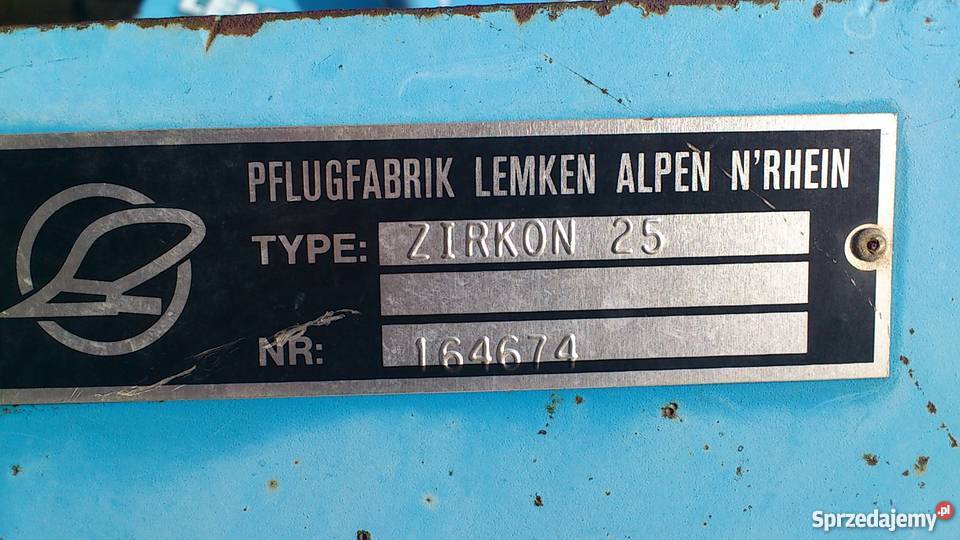 PFLUGFABRIK LEMKEN ALPEN N'RHEIN
TYPE: ZIRKON 25
NR: 164674
Sprzedajemy.pl